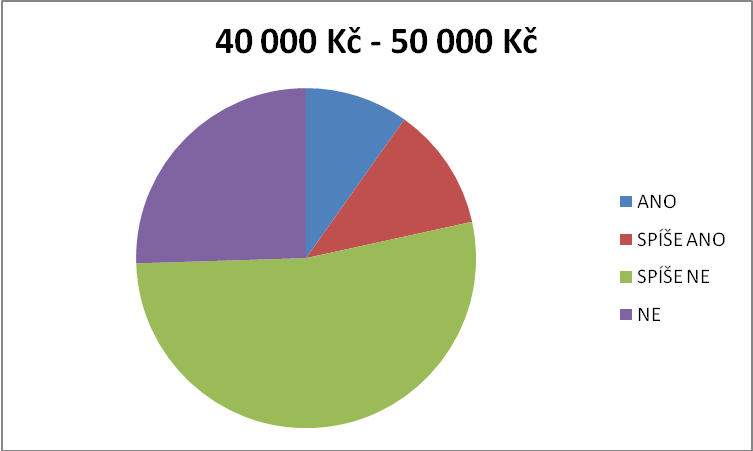 40 000 Kč - 50 000 Kč
ANO
SPÍŠE ANO
SPÍŠE NE
NE